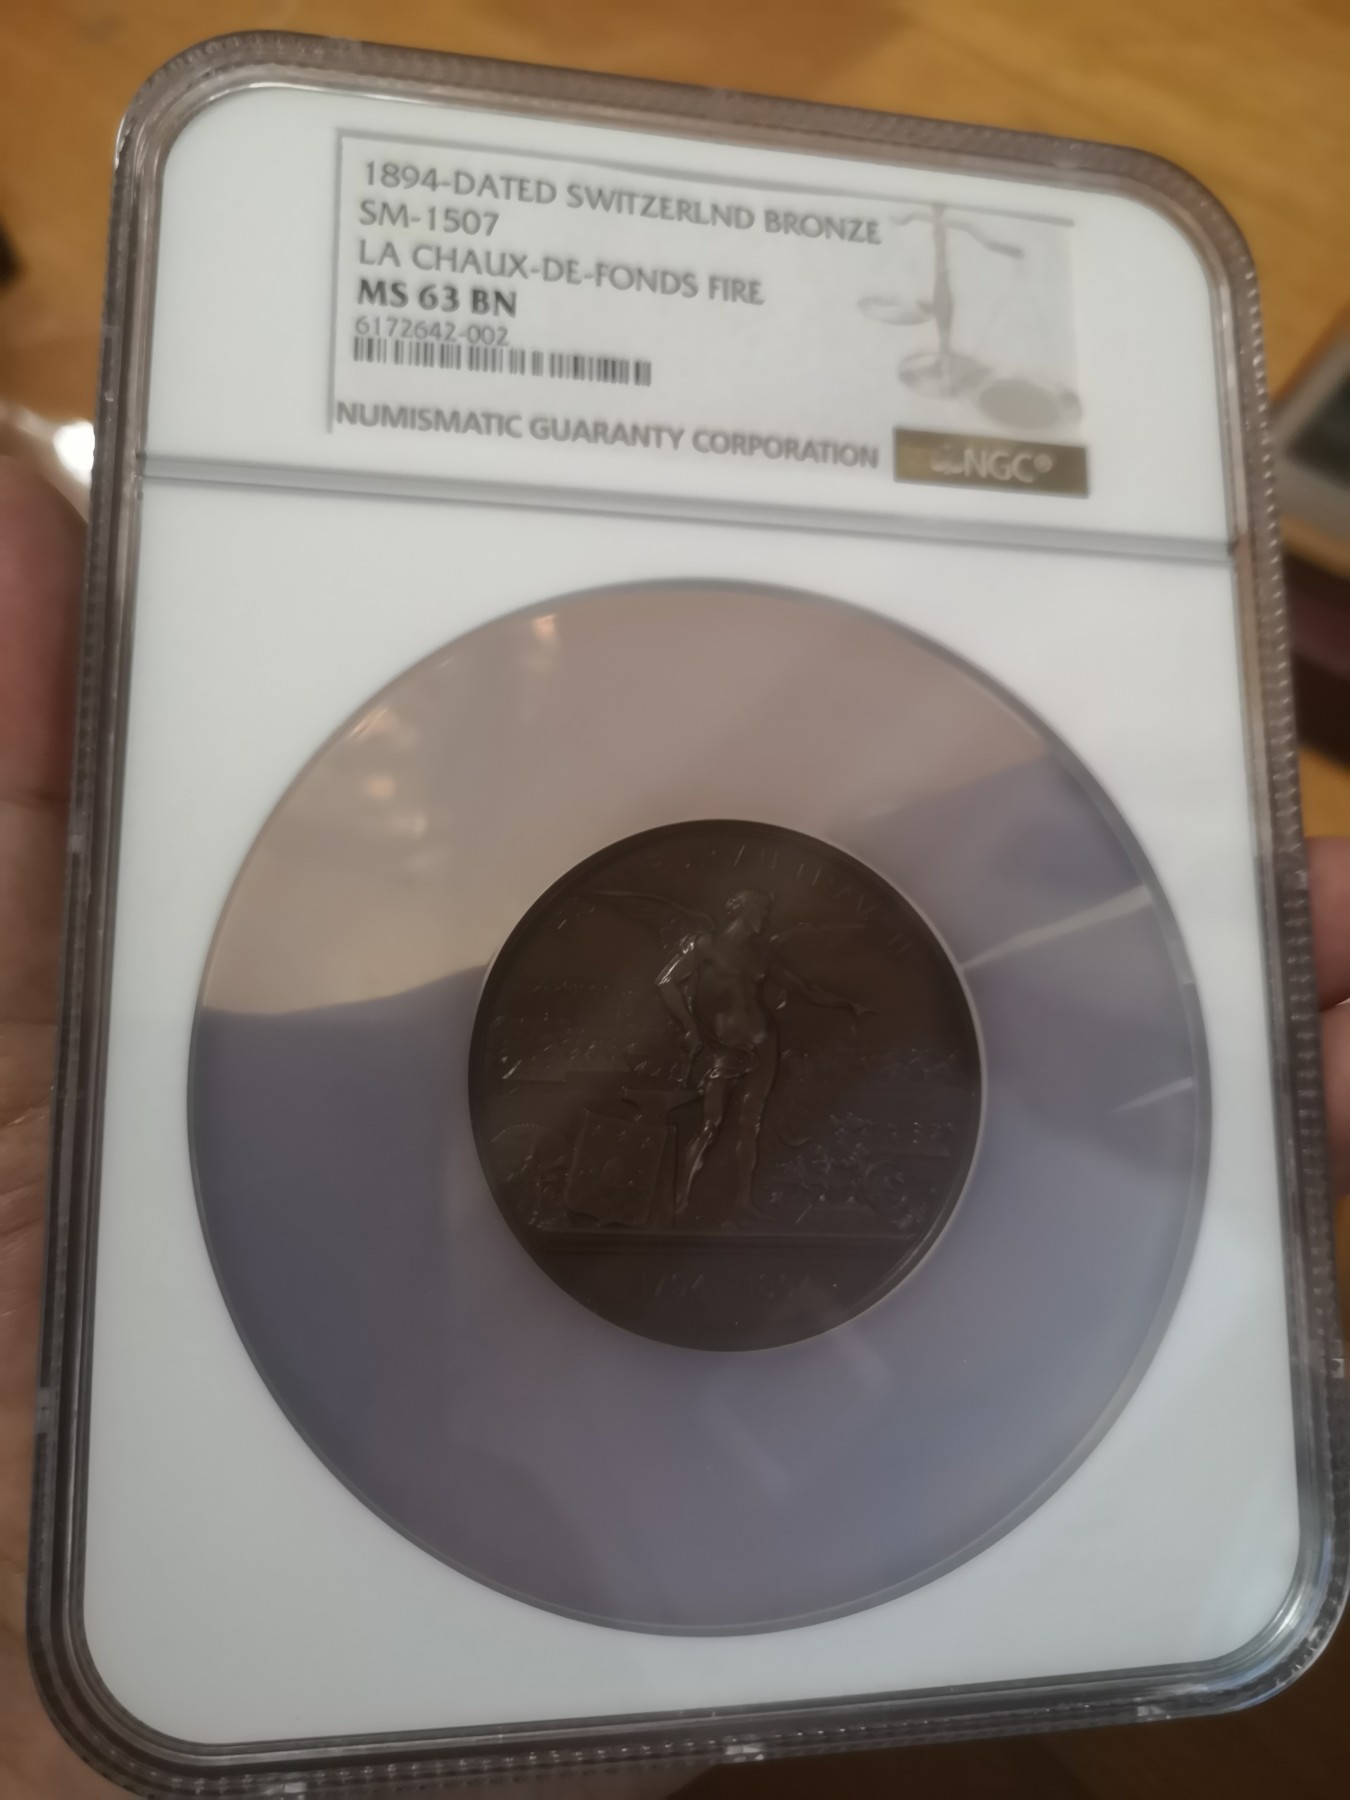 1894-DATED SWITZERLND BRONZE
SM-1507
LA CHAUX-DE-FONDS FIRE
MS 63 BN
6172642-002
NUMISMATIC GUARANTY CORPORATION
NGC®